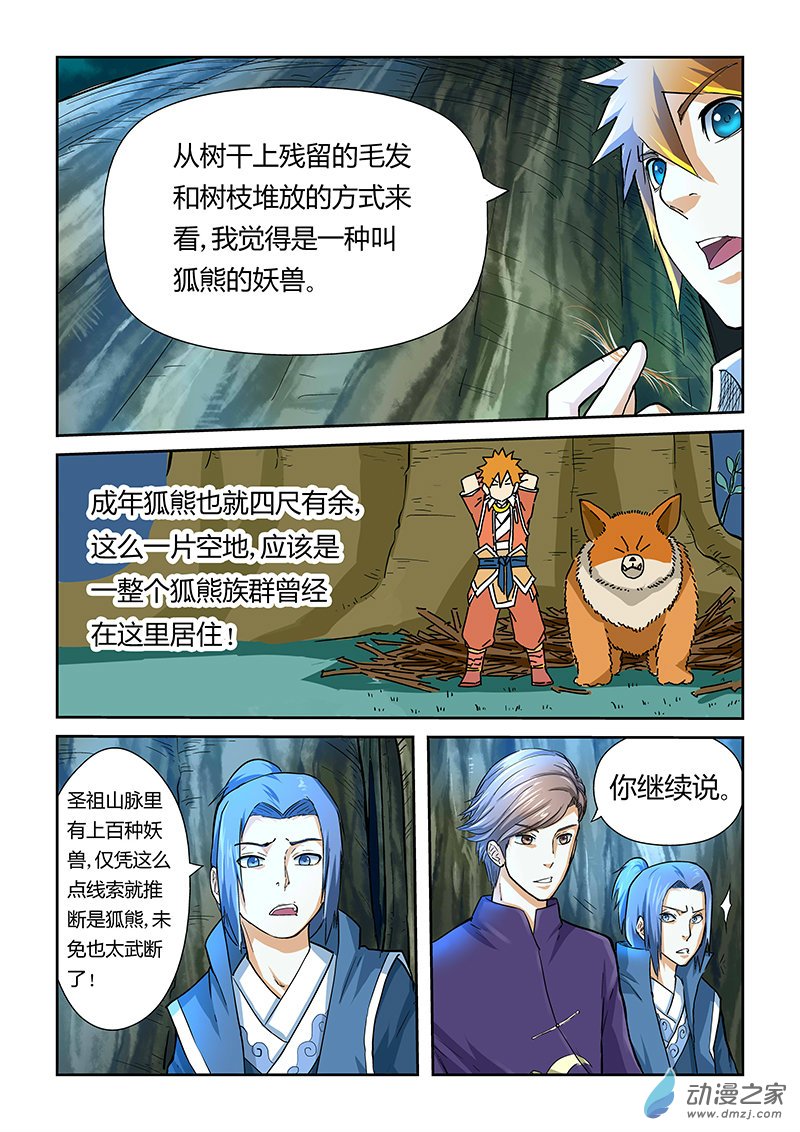 从树干上残留的毛发
和树枝堆放的方式来
看,我觉得是一种叫
狐熊的妖兽。
成年狐熊也就四尺有余,
这么一片空地,应该是
一整个狐熊族群曾经
在这里居住!
圣祖山脉里
有上百种妖
兽,仅凭这么
点线索就推
断是狐熊,未
免也太武断
了!
你继续说。
动漫之家
www.dmzj.com